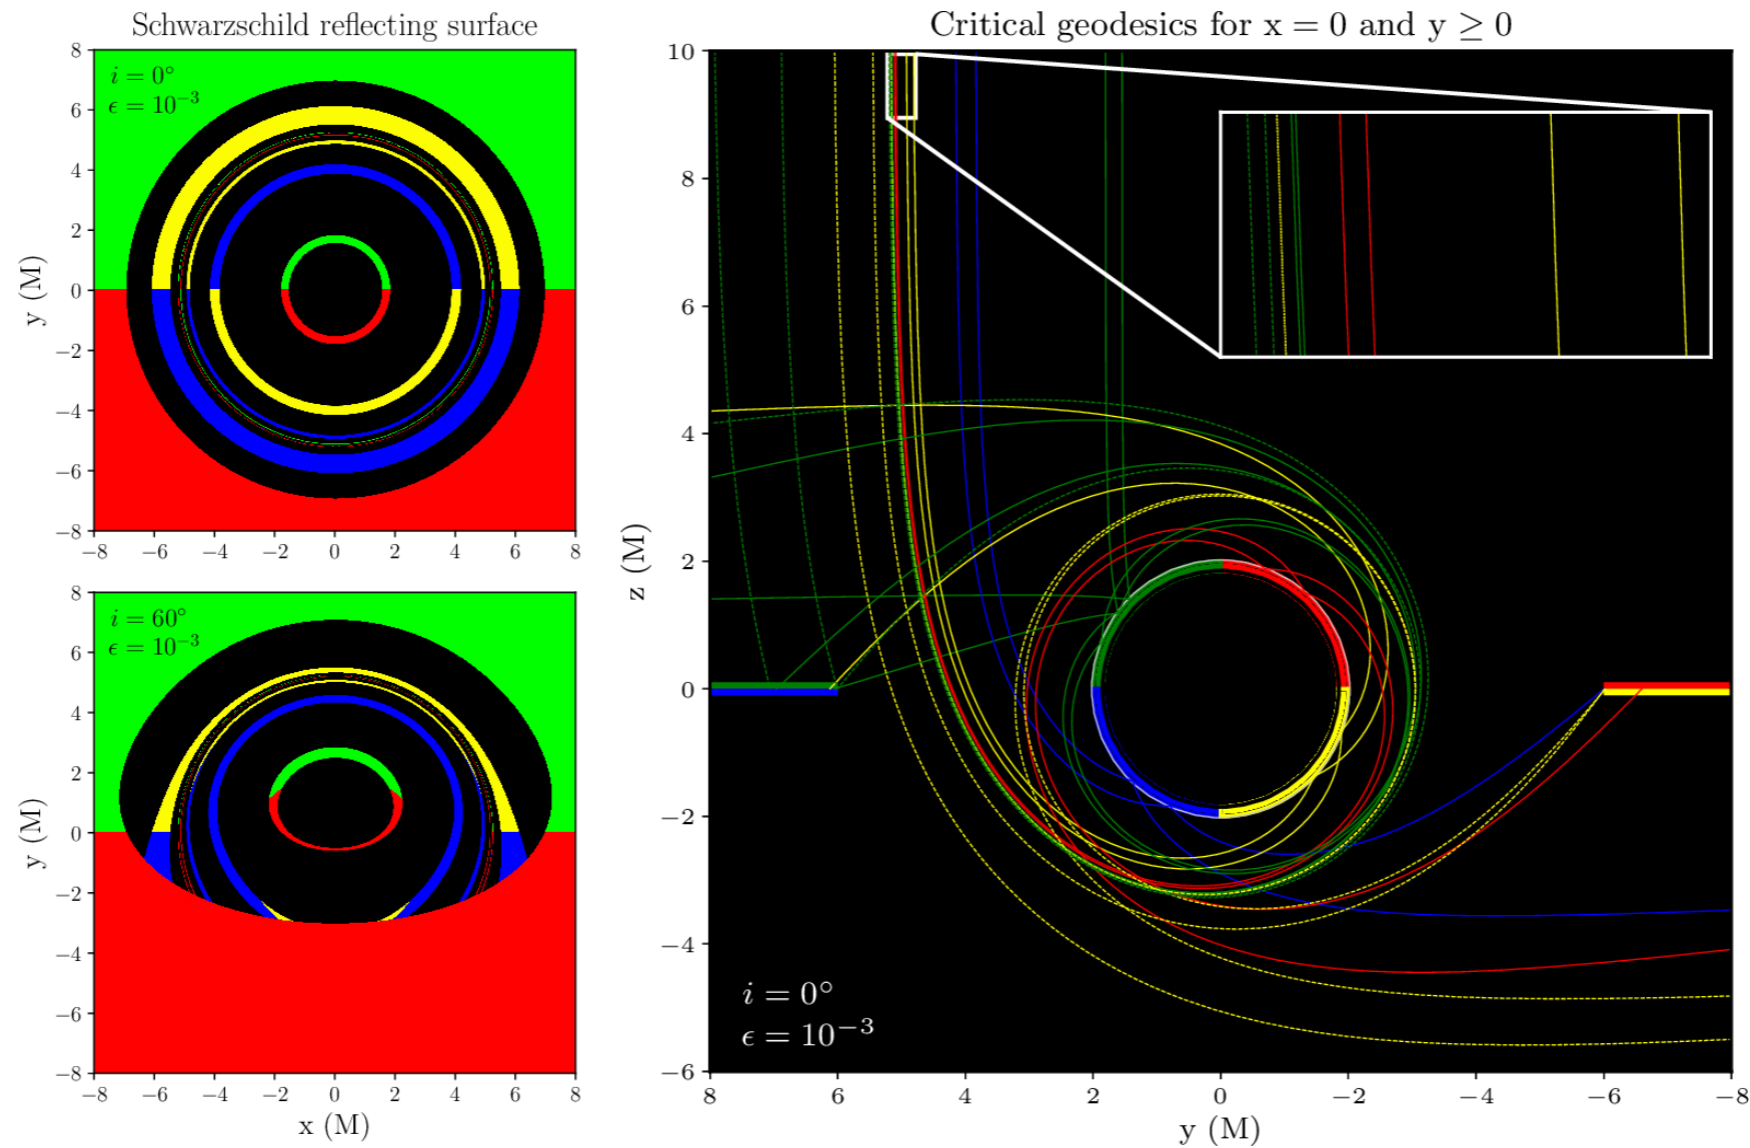 Schwarzschild reflecting surface
8
6
4
2
0
−2
−4
−6
−8
y (M)
i = 0°
ϵ = 10⁻³
−8 −6 −4 −2 0 2 4 6 8
8
6
4
2
0
−2
−4
−6
−8
y (M)
i = 60°
ϵ = 10⁻³
−8 −6 −4 −2 0 2 4 6 8
x (M)
Critical geodesics for x = 0 and y ≥ 0
10
8
6
4
2
0
−2
−4
−6
z (M)
i = 0°
ϵ = 10⁻³
8 6 4 2 0 −2 −4 −6 −8
y (M)